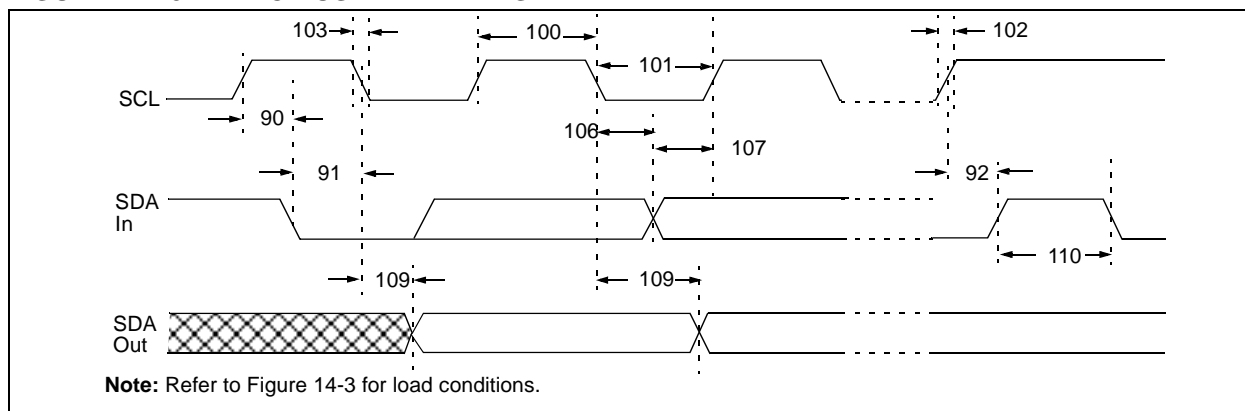 103
100
102
101
SCL
90
106
107
91
92
SDA
In
110
109
109
SDA
Out
Note: Refer to Figure 14-3 for load conditions.